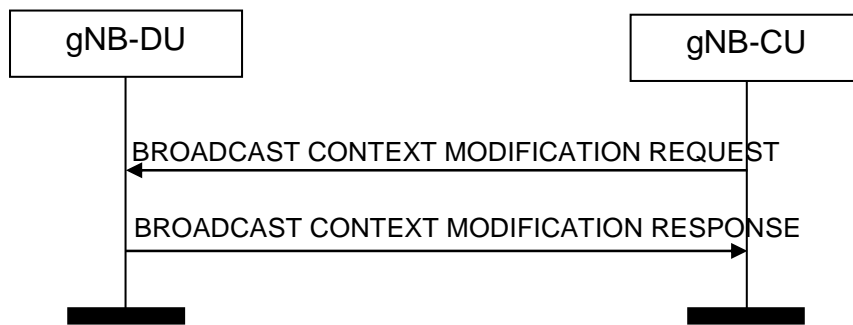 gNB-DU
gNB-CU
BROADCAST CONTEXT MODIFICATION REQUEST
BROADCAST CONTEXT MODIFICATION RESPONSE